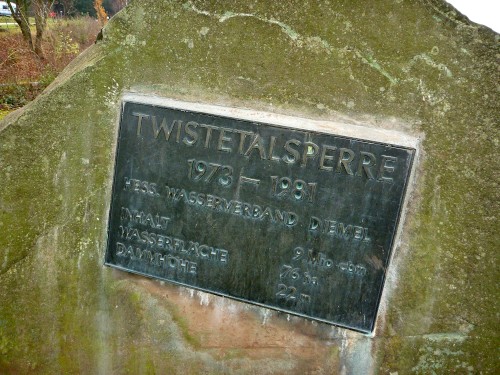 TWISTETALSPERRE
1973 – 1981
HESS. WASSERVERBAND DIEMEL
INHALT 9 Mio cbm
WASSERFLÄCHE 76 ha
DAMMHÖHE 22 m